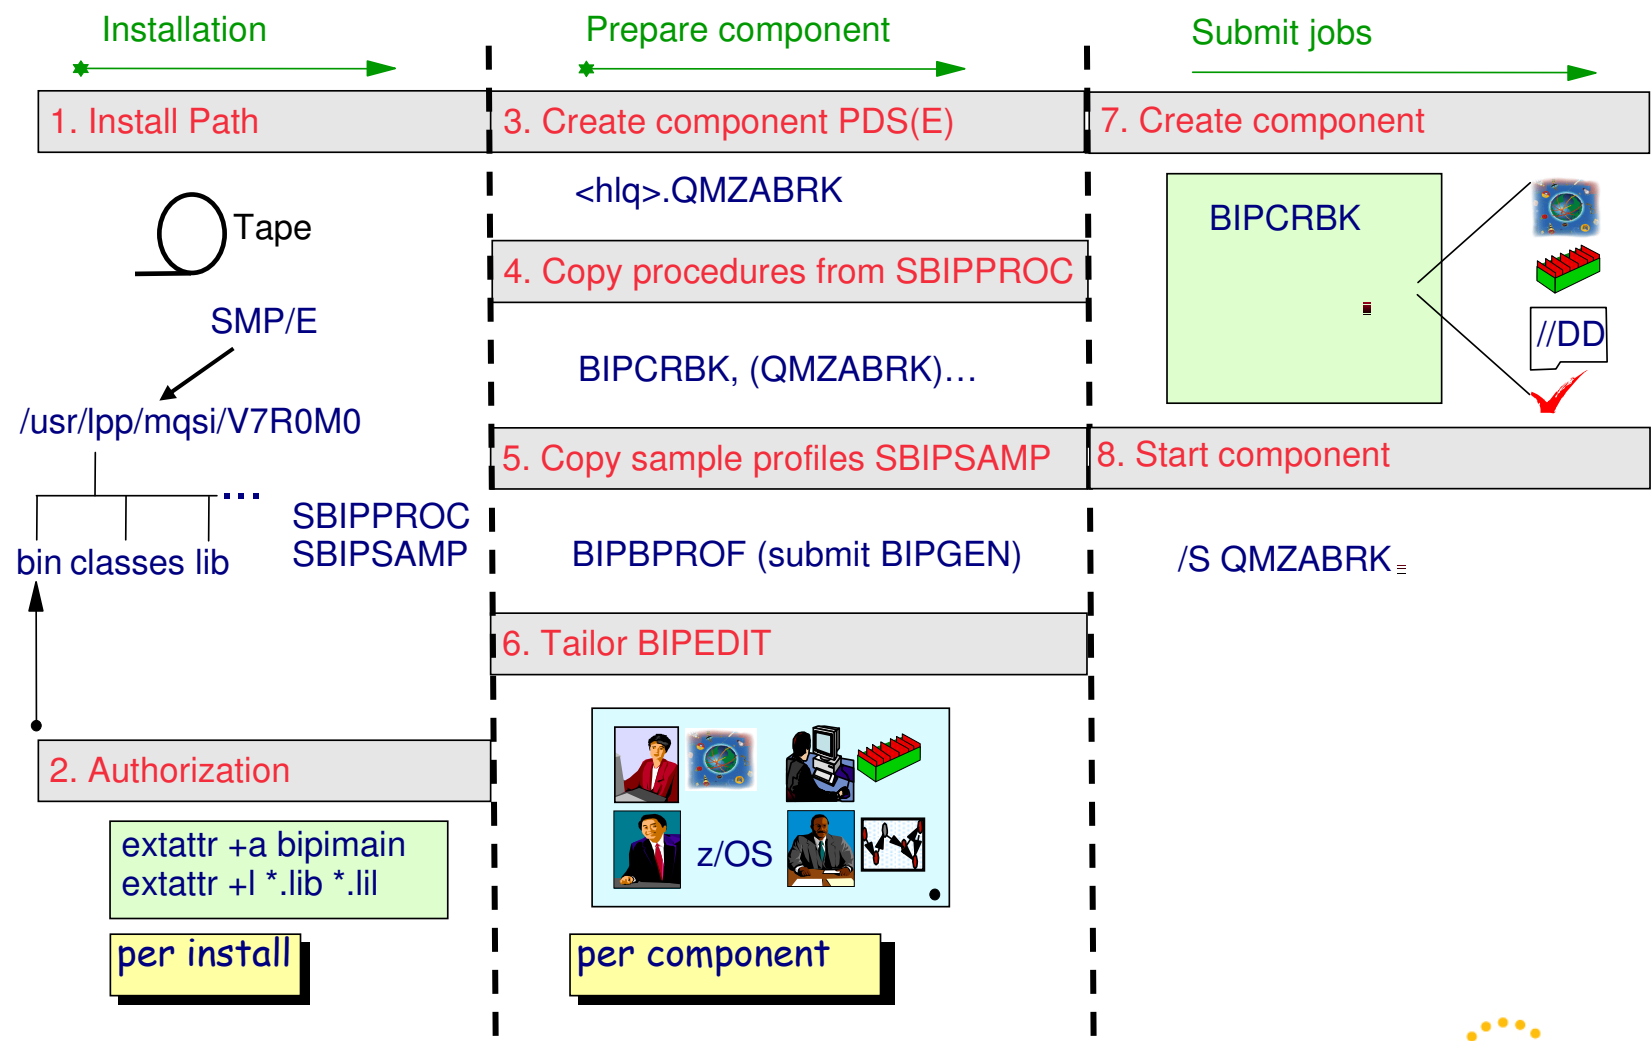 Installation
1. Install Path
Tape
SMP/E
/usr/lpp/mqsi/V7R0M0
...
SBIPPROC
SBIPSAMP
bin classes lib
2. Authorization
extattr +a bipimain
extattr +l *.lib *.lil
per install
Prepare component
3. Create component PDS(E)
<hlq>.QMZABRK
4. Copy procedures from SBIPPROC
BIPCRBK, (QMZABRK)…
5. Copy sample profiles SBIPSAMP
BIPBPROF (submit BIPGEN)
6. Tailor BIPEDIT
z/OS
per component
Submit jobs
7. Create component
BIPCRBK
//DD
8. Start component
/S QMZABRK